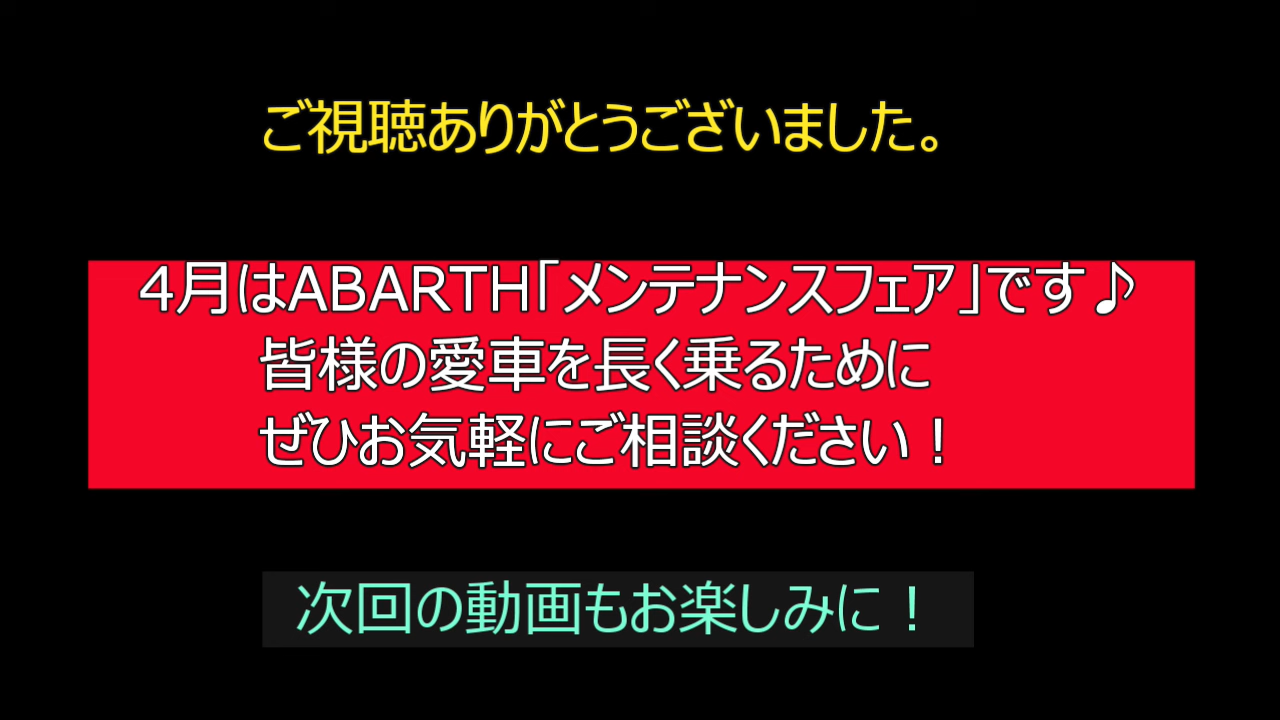 ご視聴ありがとうございました。
4月はABARTH「メンテナンスフェア」です♪
皆様の愛車を長く乗るために
ぜひお気軽にご相談ください！
次回の動画もお楽しみに！